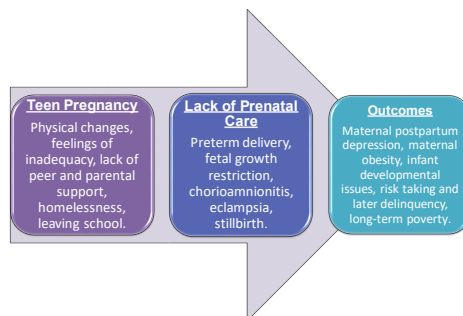 Teen Pregnancy
Physical changes,
feelings of
inadequacy, lack of
peer and parental
support,
homelessness,
leaving school.
Lack of Prenatal
Care
Preterm delivery,
fetal growth
restriction,
chorioamnionitis,
eclampsia,
stillbirth.
Outcomes
Maternal postpartum
depression, maternal
obesity, infant
developmental
issues, risk taking and
later delinquency,
long-term poverty.